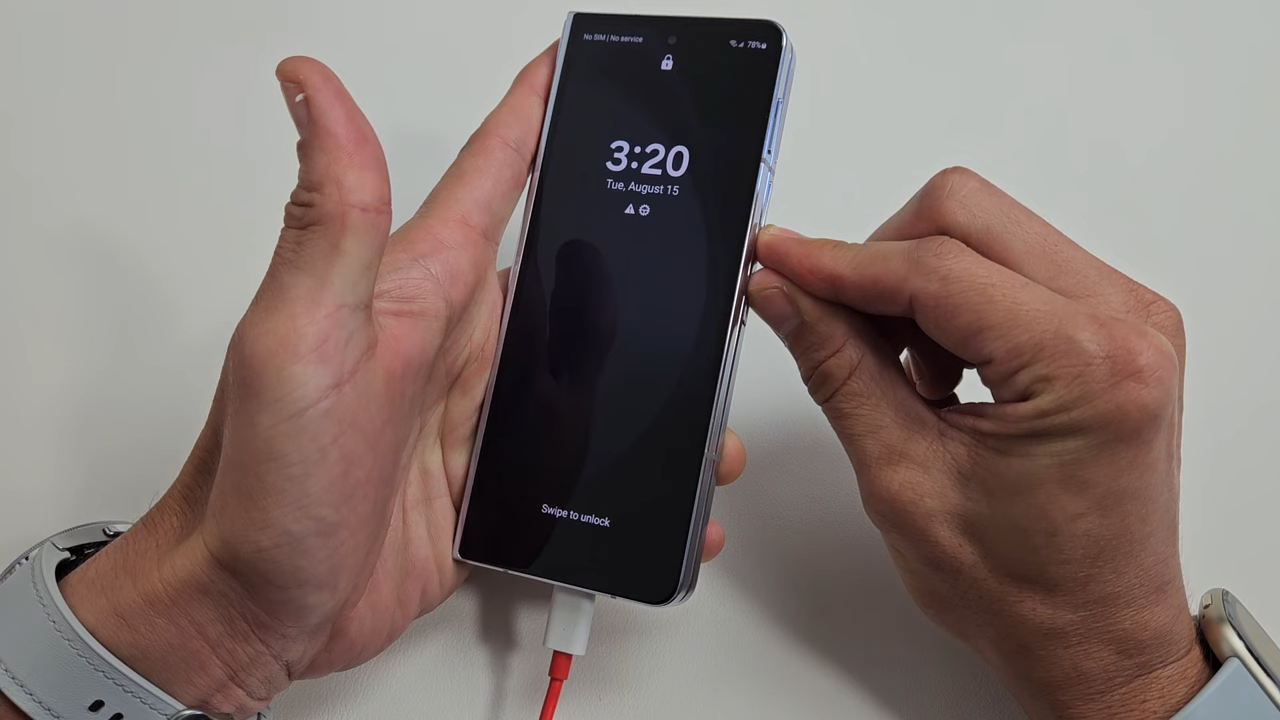 No SIM | No service
78%
3:20
Tue, August 15
Swipe to unlock